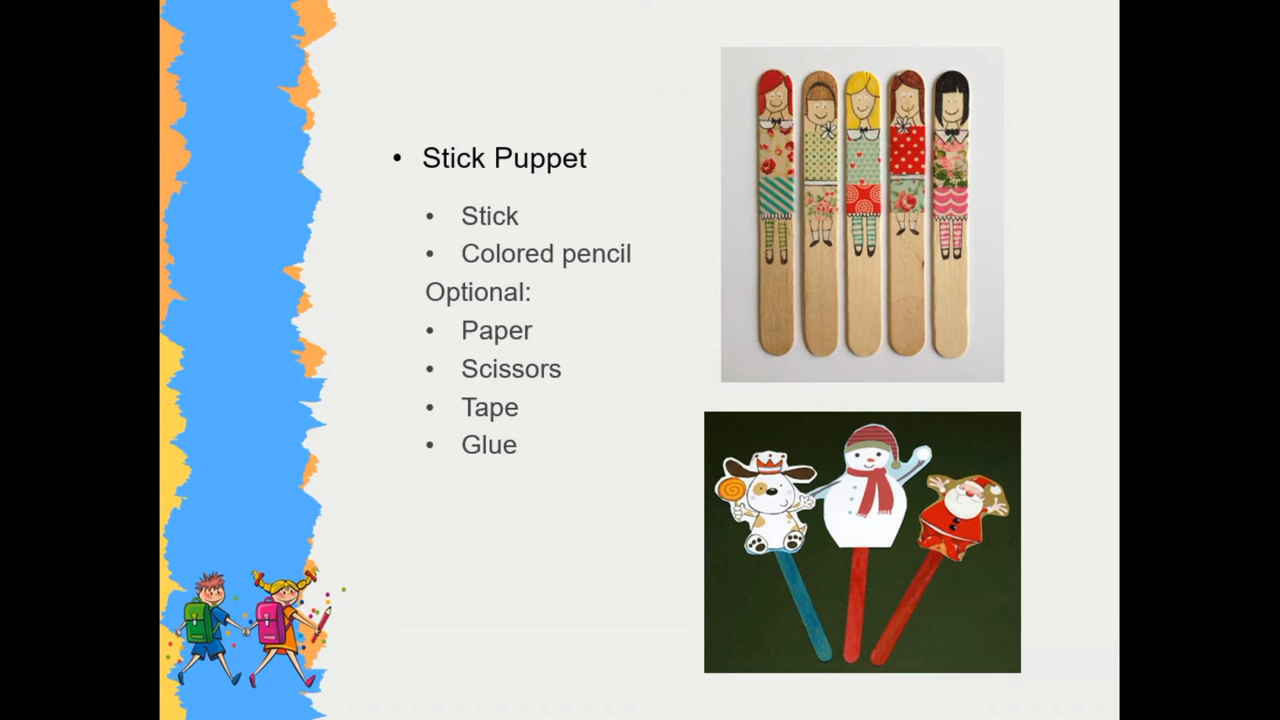 • Stick Puppet
• Stick
• Colored pencil
Optional:
• Paper
• Scissors
• Tape
• Glue